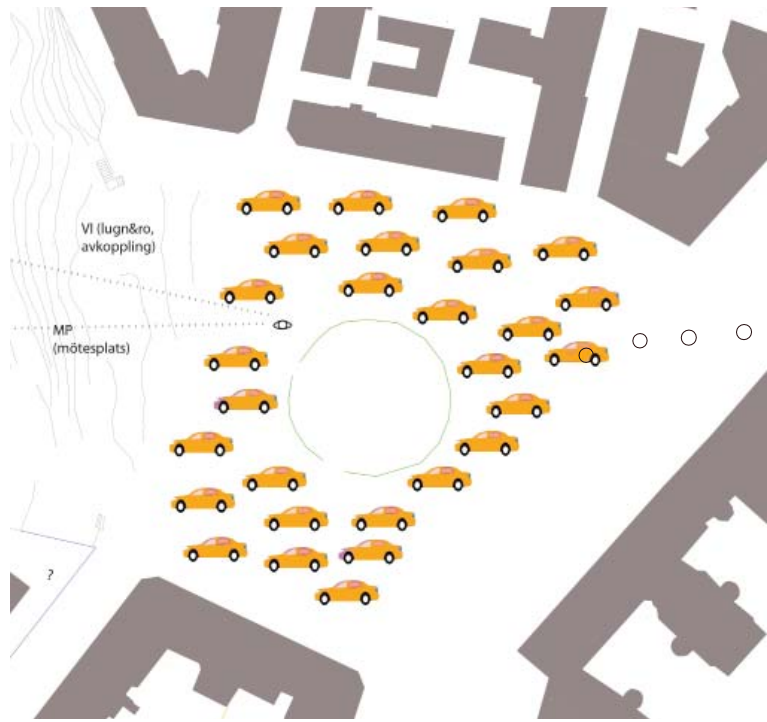 VI (lugn&ro,
avkoppling)
MP
(mötesplats)
?